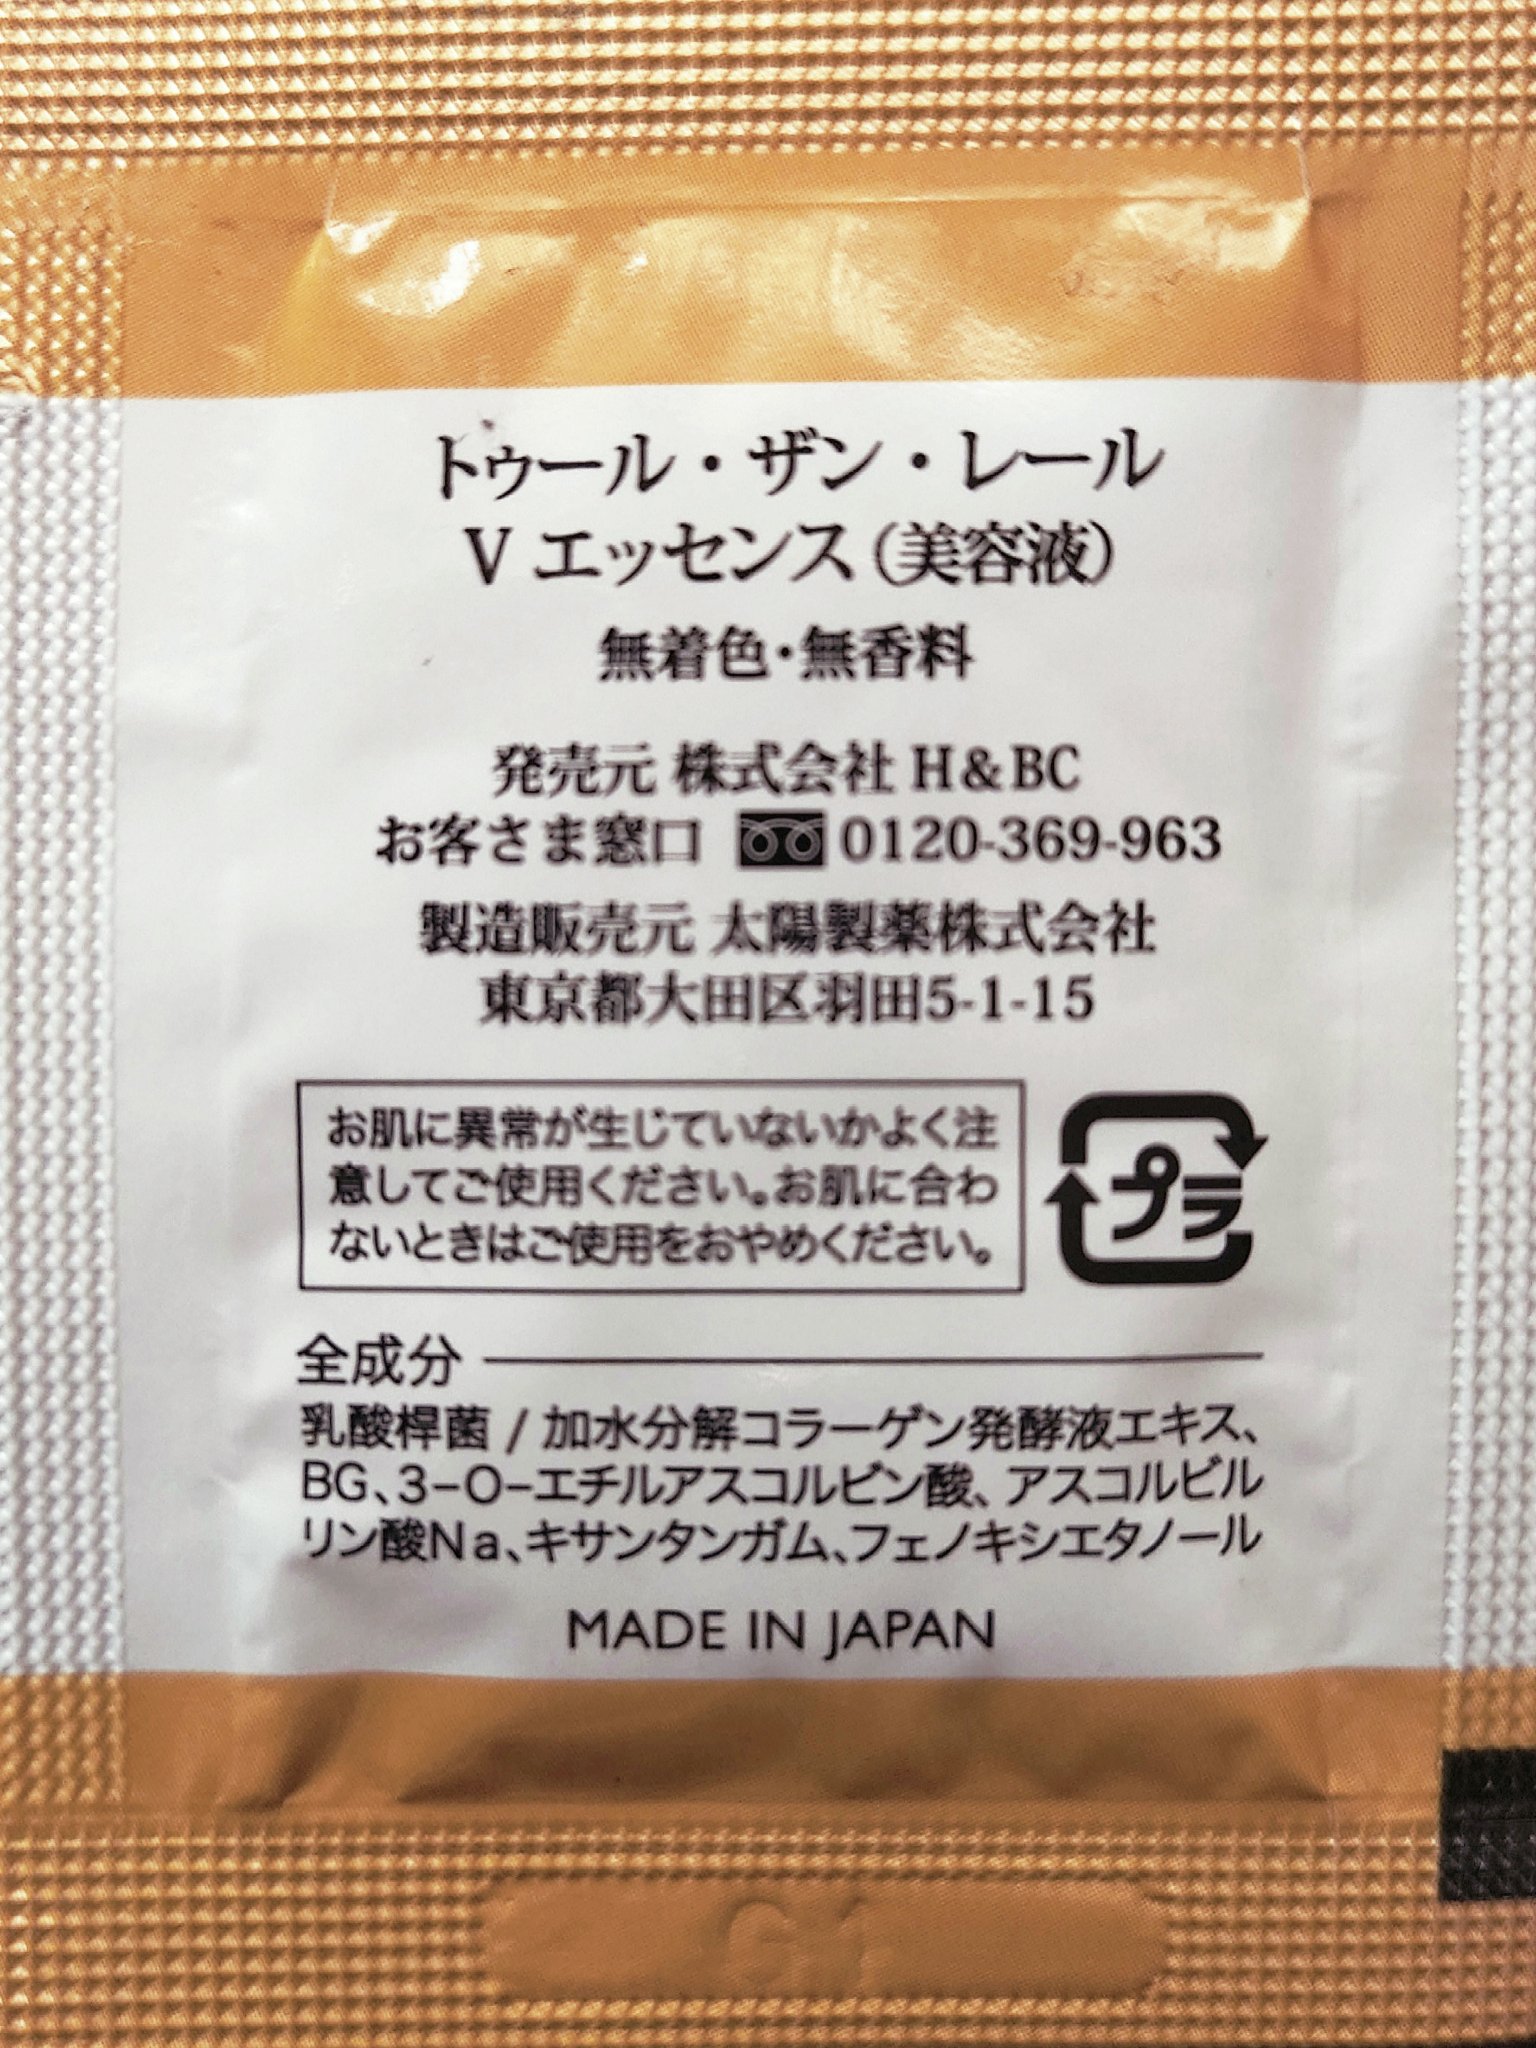 トゥール・ザン・レール
V エッセンス（美容液）
無着色・無香料
発売元 株式会社 H&BC
お客さま窓口 0120-369-963
製造販売元 太陽製薬株式会社
東京都大田区羽田5-1-15
お肌に異常が生じていないかよく注
意してご使用ください。お肌に合わ
ないときはご使用をおやめください。
プラ
全成分
乳酸桿菌 / 加水分解コラーゲン発酵液エキス、
BG、3-O-エチルアスコルビン酸、アスコルビル
リン酸Na、キサンタンガム、フェノキシエタノール
MADE IN JAPAN